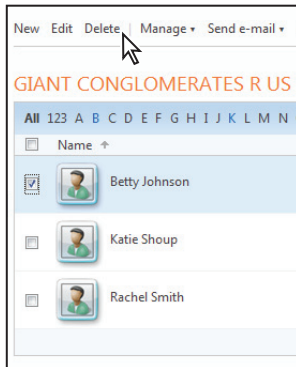 New Edit Delete | Manage ▾ Send e-mail ▾
GIANT CONGLOMERATES R US
All 123 A B C D E F G H I J K L M N
Name
Betty Johnson
Katie Shoup
Rachel Smith